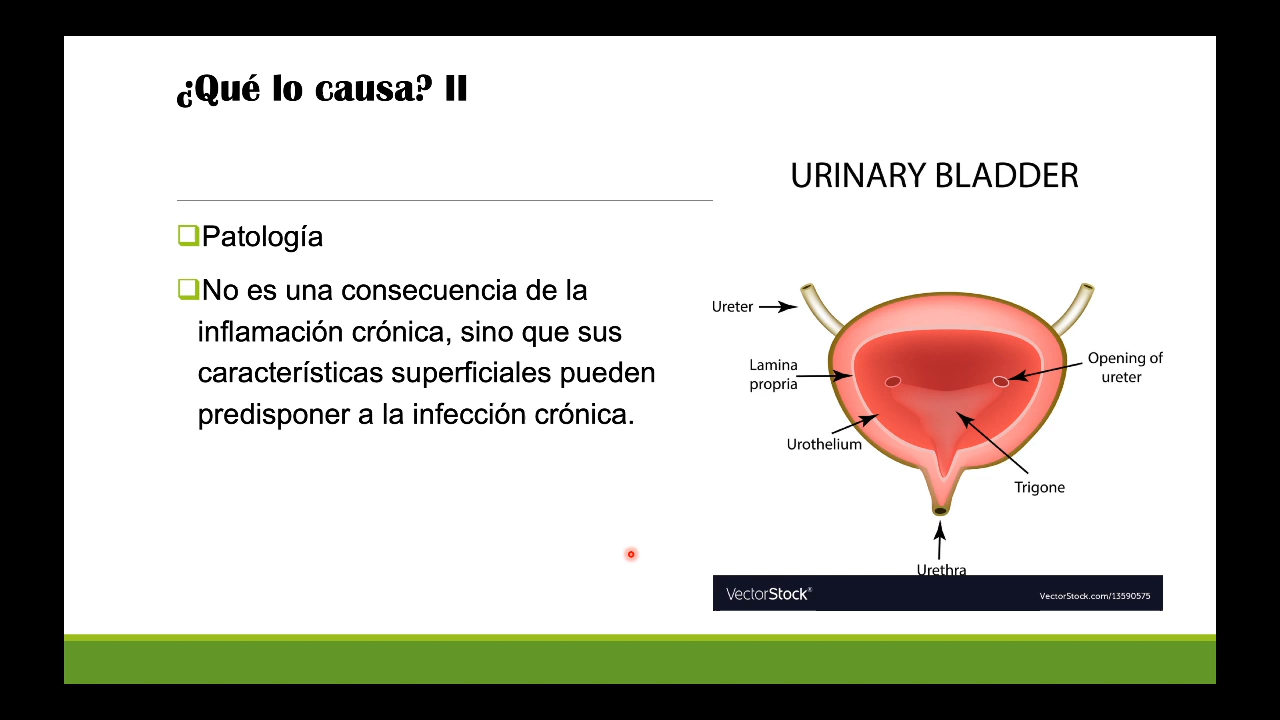 ¿Qué lo causa? II
Patología
No es una consecuencia de la
inflamación crónica, sino que sus
características superficiales pueden
predisponer a la infección crónica.
URINARY BLADDER
Ureter
Lamina
propria
Urothelium
Opening of
ureter
Trigone
Urethra
VectorStock®
VectorStock.com/13590575